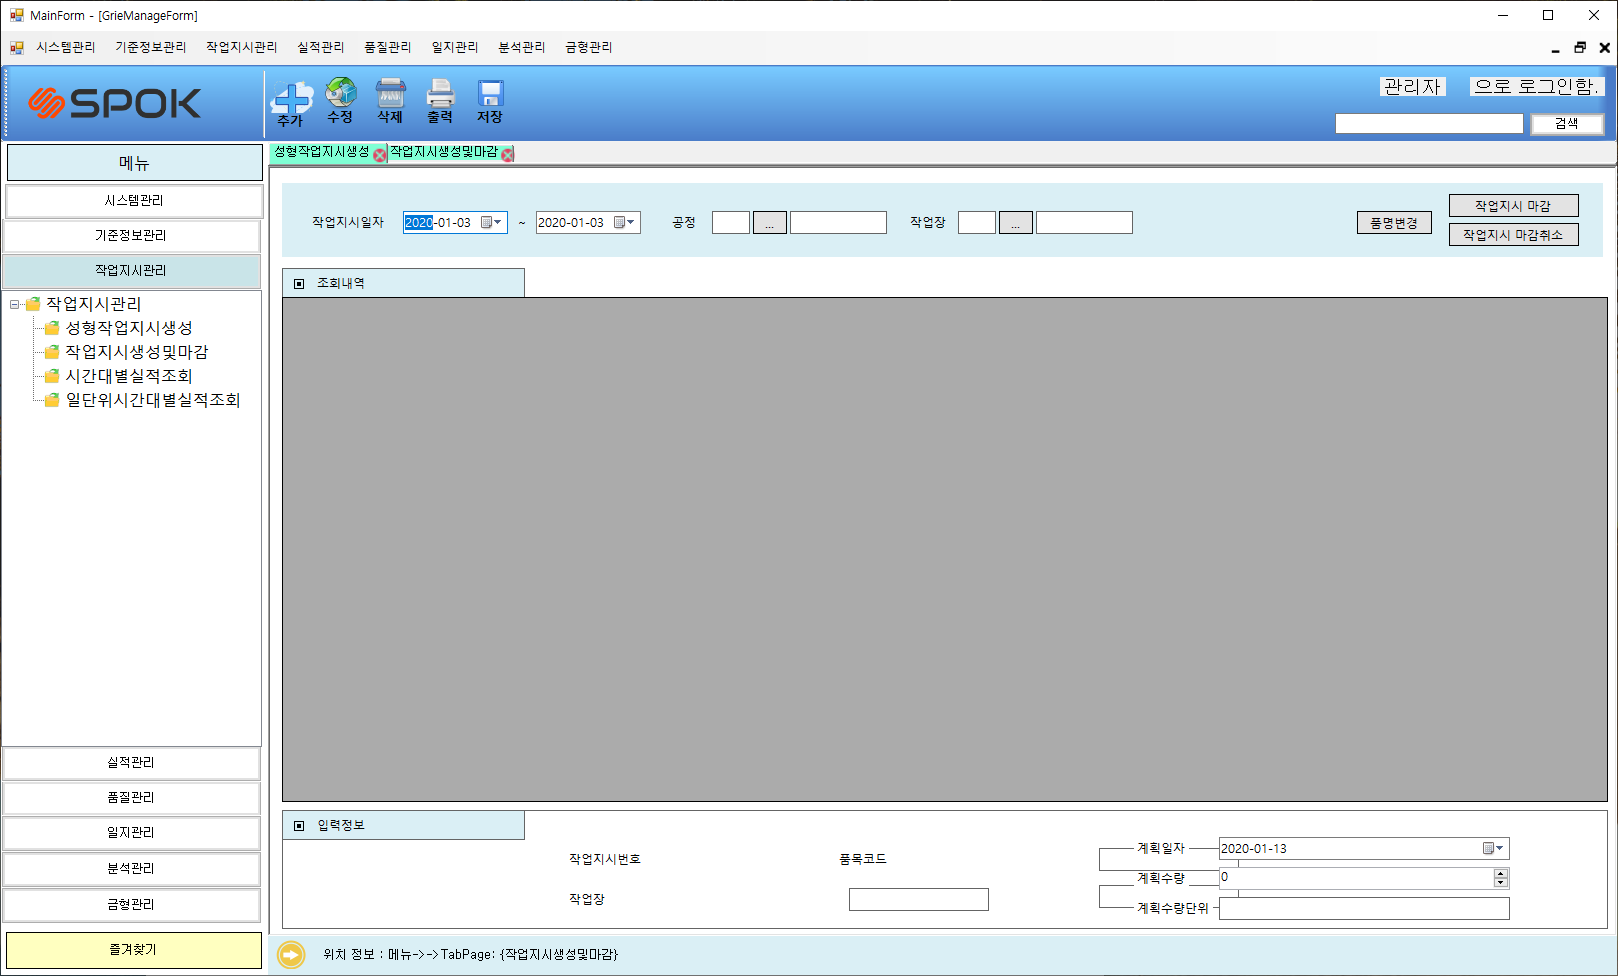 MainForm - [GrieManageForm]
시스템관리 기준정보관리 작업지시관리 실적관리 품질관리 일지관리 분석관리 금형관리
SPOK
추가 수정 삭제 출력 저장
관리자 으로 로그인함.
검색
메뉴
성형작업지시생성 작업지시생성및마감
시스템관리
기준정보관리
작업지시관리
작업지시관리
성형작업지시생성
작업지시생성및마감
시간대별실적조회
일단위시간대별실적조회
실적관리
품질관리
일지관리
분석관리
금형관리
즐겨찾기
작업지시일자 2020-01-03 ~ 2020-01-03 공정 ... 작업장 ... 품명변경
작업지시 마감
작업지시 마감취소
조회내역
입력정보
작업지시번호 품목코드
작업장
계획일자 2020-01-13
계획수량 0
계획수량단위
위치 정보 : 메뉴->->TabPage: {작업지시생성및마감}